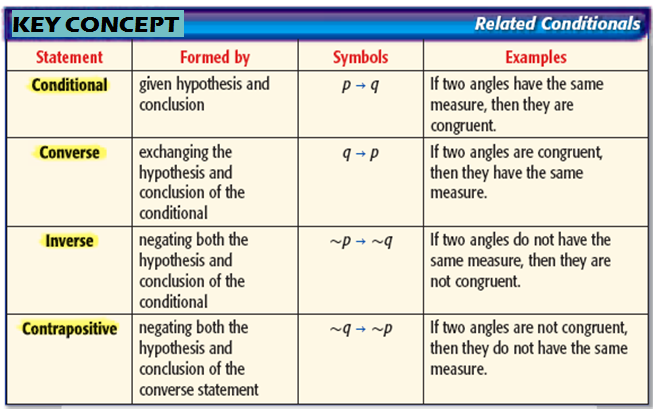 KEY CONCEPT
Related Conditionals
Statement
Formed by
Symbols
Examples
Conditional
given hypothesis and
conclusion
p → q
If two angles have the same
measure, then they are
congruent.
Converse
exchanging the
hypothesis and
conclusion of the
conditional
q → p
If two angles are congruent,
then they have the same
measure.
Inverse
negating both the
hypothesis and
conclusion of the
conditional
~p → ~q
If two angles do not have the
same measure, then they are
not congruent.
Contrapositive
negating both the
hypothesis and
conclusion of the
converse statement
~q → ~p
If two angles are not congruent,
then they do not have the same
measure.